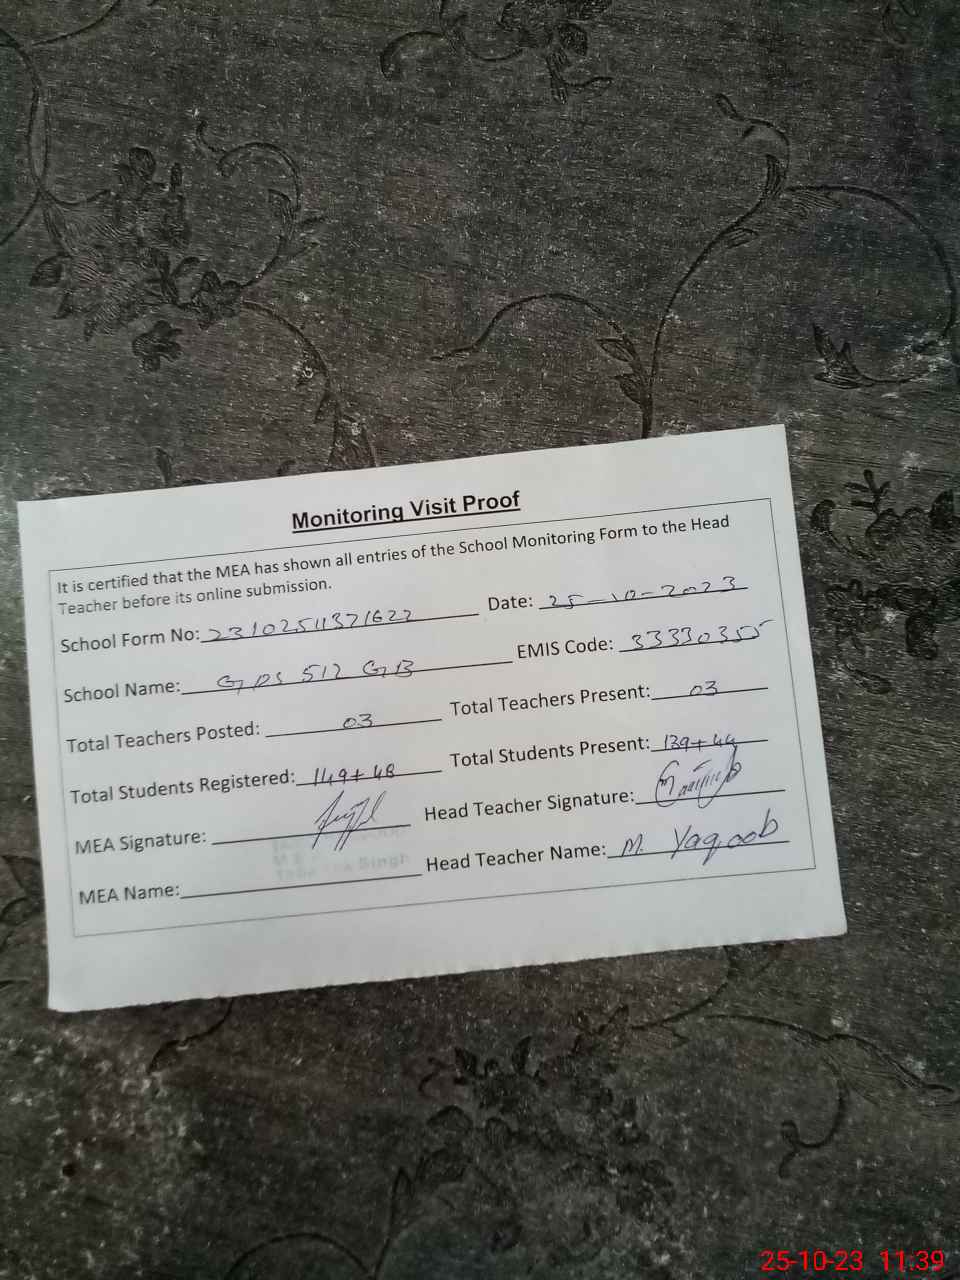 Monitoring Visit Proof
It is certified that the MEA has shown all entries of the School Monitoring Form to the Head
Teacher before its online submission.
School Form No: 23102511371622 Date: 25-10-2023
School Name: GPS 512 GB EMIS Code: 33330355
Total Teachers Posted: 03 Total Teachers Present: 03
Total Students Registered: 149+48 Total Students Present: 139+44
MEA Signature: Head Teacher Signature:
MEA Name: Head Teacher Name: M. Yaqoob
Singh
25-10-23 11:39